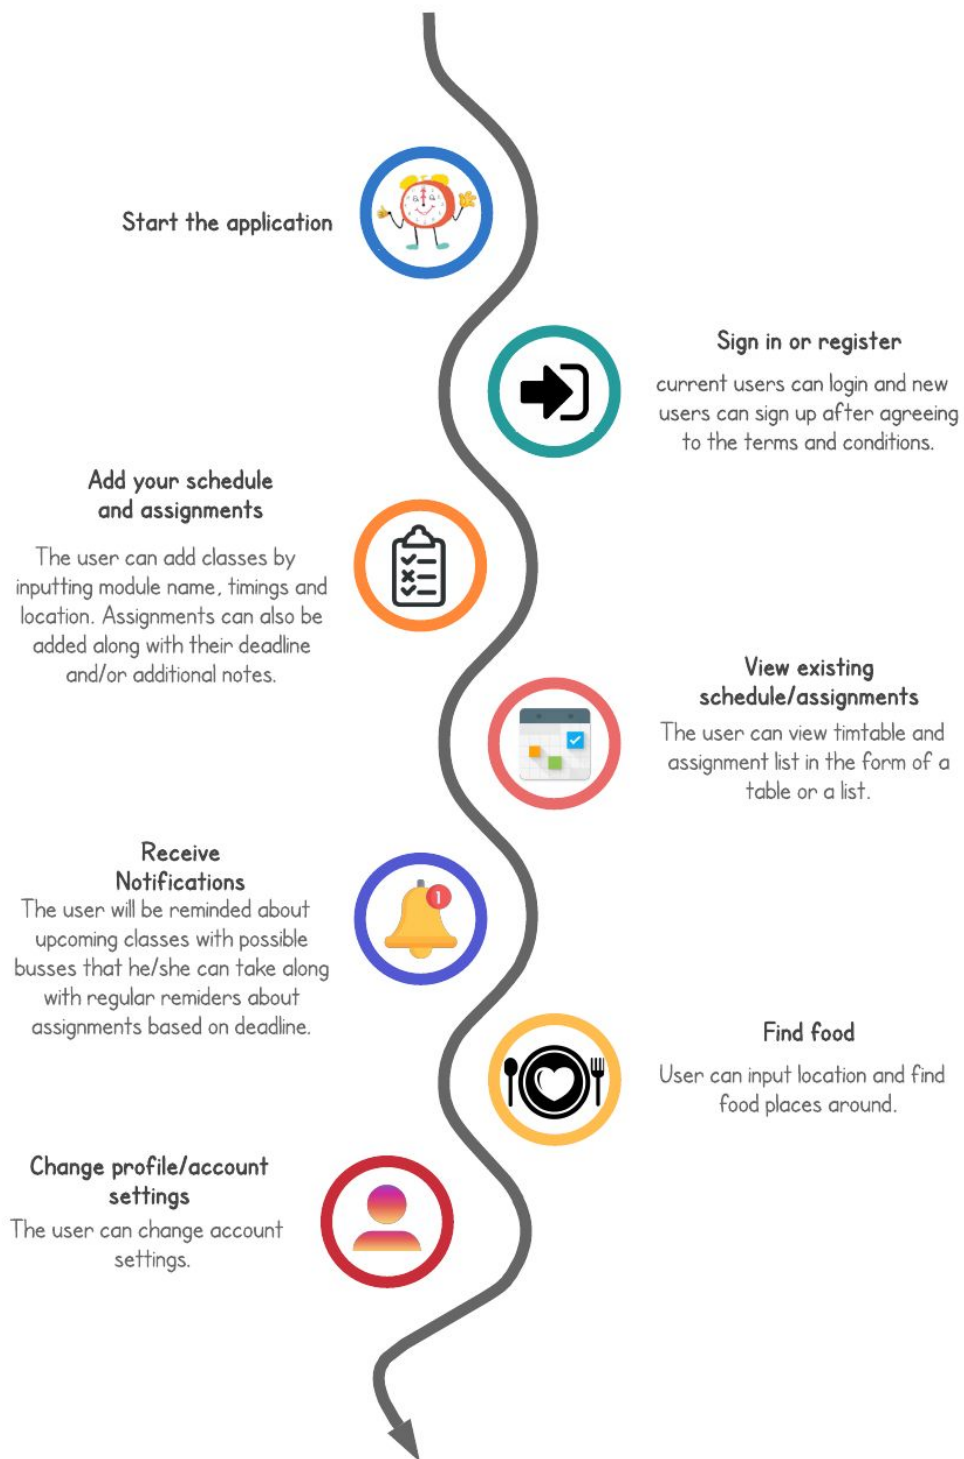 Start the application
Sign in or register
current users can login and new
users can sign up after agreeing
to the terms and conditions.
Add your schedule
and assignments
The user can add classes by
inputting module name, timings and
location. Assignments can also be
added along with their deadline
and/or additional notes.
View existing
schedule/assignments
The user can view timtable and
assignment list in the form of a
table or a list.
Receive
Notifications
1
The user will be reminded about
upcoming classes with possible
busses that he/she can take along
with regular remiders about
assignments based on deadline.
Find food
User can input location and find
food places around.
Change profile/account
settings
The user can change account
settings.